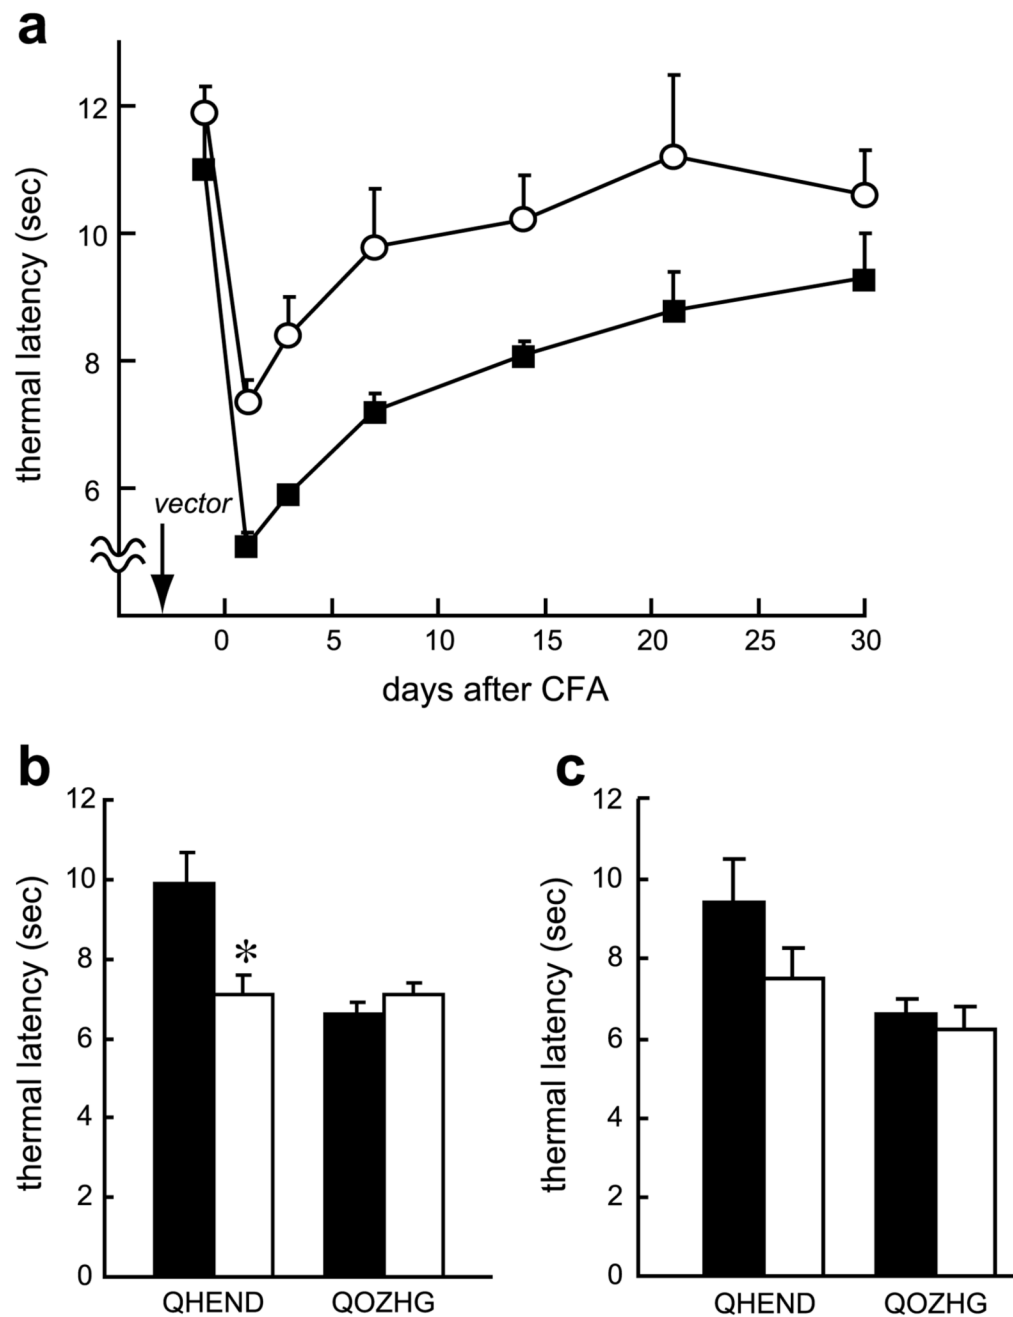 a
thermal latency (sec)
12
10
8
6
vector
0 5 10 15 20 25 30
days after CFA
b
thermal latency (sec)
12
10
8
6
4
2
0
*
QHEND QOZHG
c
thermal latency (sec)
12
10
8
6
4
2
0
QHEND QOZHG